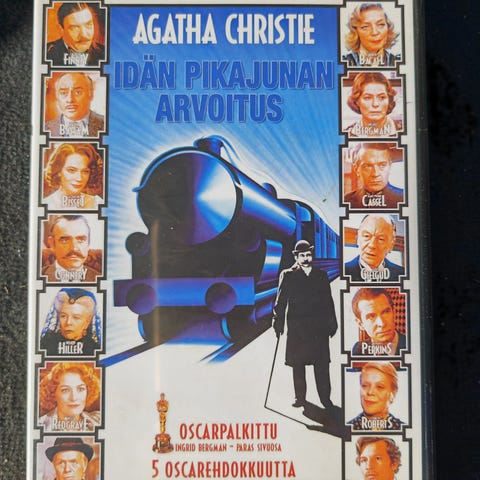 AGATHA CHRISTIE
IDÄN PIKAJUNAN
ARVOITUS
FINNEY
BACALL
BALSAM
BERGMAN
BISSET
CASSEL
CONNERY
GIELGUD
HILLER
PERKINS
REDGRAVE
ROBERTS
OSCARPALKITTU
INGRID BERGMAN - PARAS SIVUOSA
5 OSCAREHDOKKUUTTA